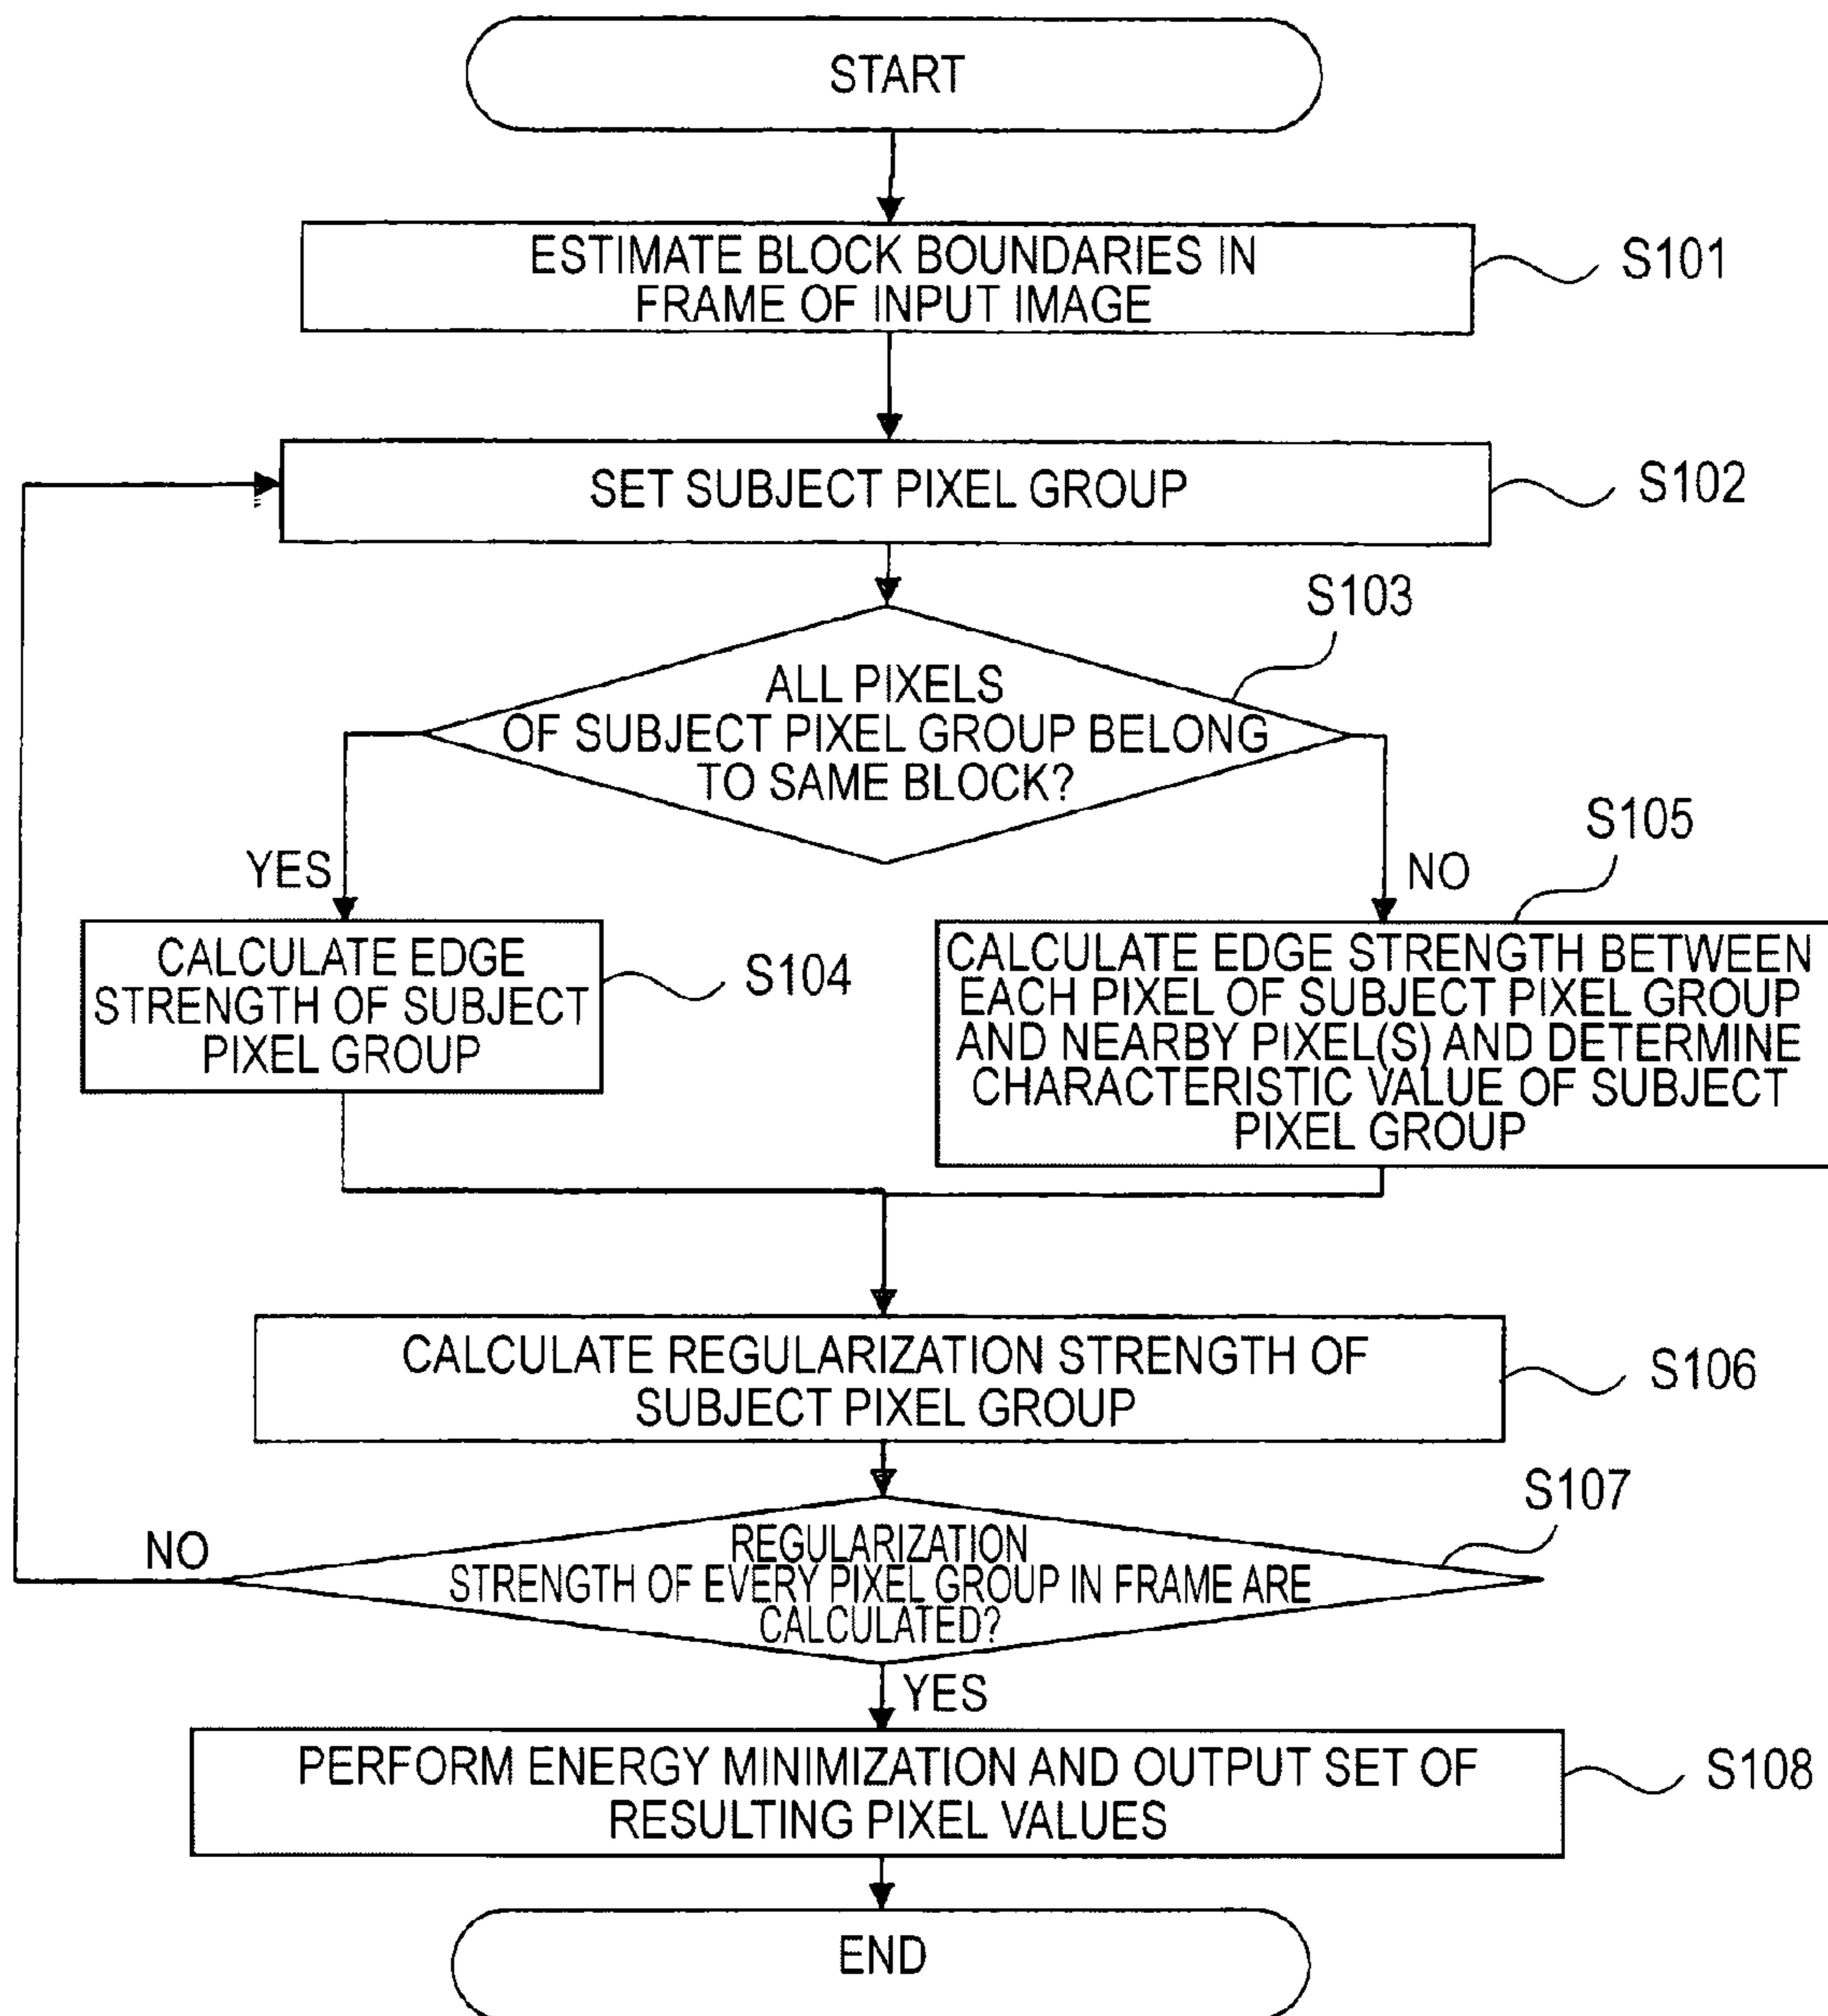 START
ESTIMATE BLOCK BOUNDARIES IN
FRAME OF INPUT IMAGE
S101
SET SUBJECT PIXEL GROUP
S102
S103
ALL PIXELS
OF SUBJECT PIXEL GROUP BELONG
TO SAME BLOCK?
YES
NO
S105
CALCULATE EDGE
STRENGTH OF SUBJECT
PIXEL GROUP
S104
CALCULATE EDGE STRENGTH BETWEEN
EACH PIXEL OF SUBJECT PIXEL GROUP
AND NEARBY PIXEL(S) AND DETERMINE
CHARACTERISTIC VALUE OF SUBJECT
PIXEL GROUP
CALCULATE REGULARIZATION STRENGTH OF
SUBJECT PIXEL GROUP
S106
S107
NO
REGULARIZATION
STRENGTH OF EVERY PIXEL GROUP IN FRAME ARE
CALCULATED?
YES
PERFORM ENERGY MINIMIZATION AND OUTPUT SET OF
RESULTING PIXEL VALUES
S108
END